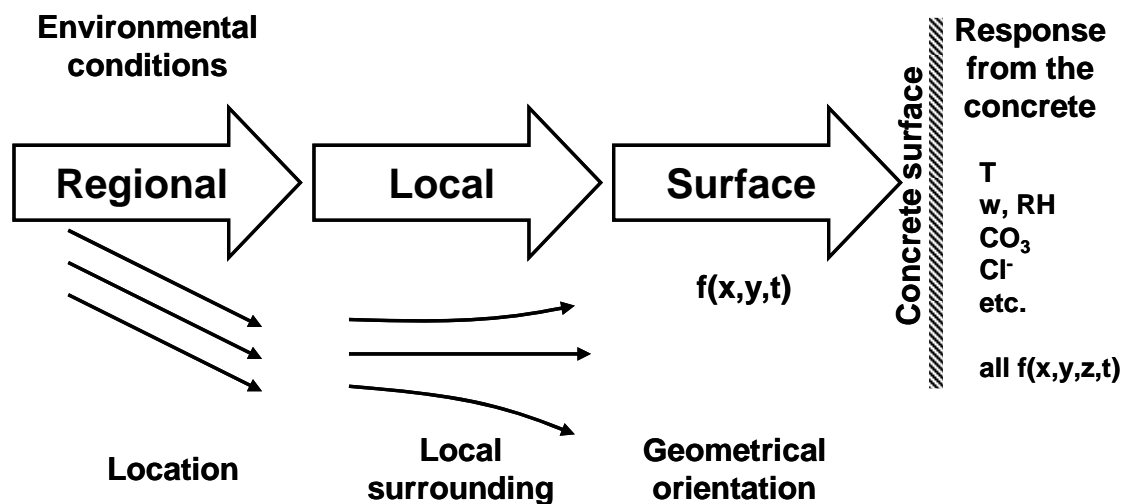 Environmental
conditions
Regional
Local
Surface
Concrete surface
Response
from the
concrete
T
w, RH
CO₃
Cl⁻
etc.
all f(x,y,z,t)
f(x,y,t)
Location
Local
surrounding
Geometrical
orientation